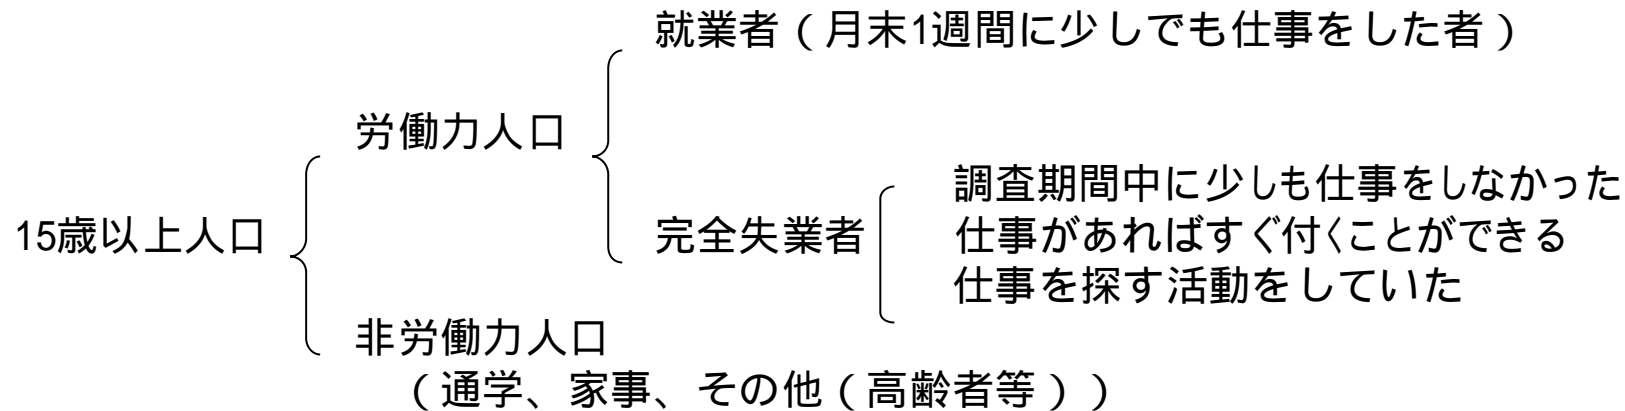 就業者（月末1週間に少しでも仕事をした者）
労働力人口
調査期間中に少しも仕事をしなかった
15歳以上人口
完全失業者
仕事があればすぐ付くことができる
仕事を探す活動をしていた
非労働力人口
（通学、家事、その他（高齢者等））